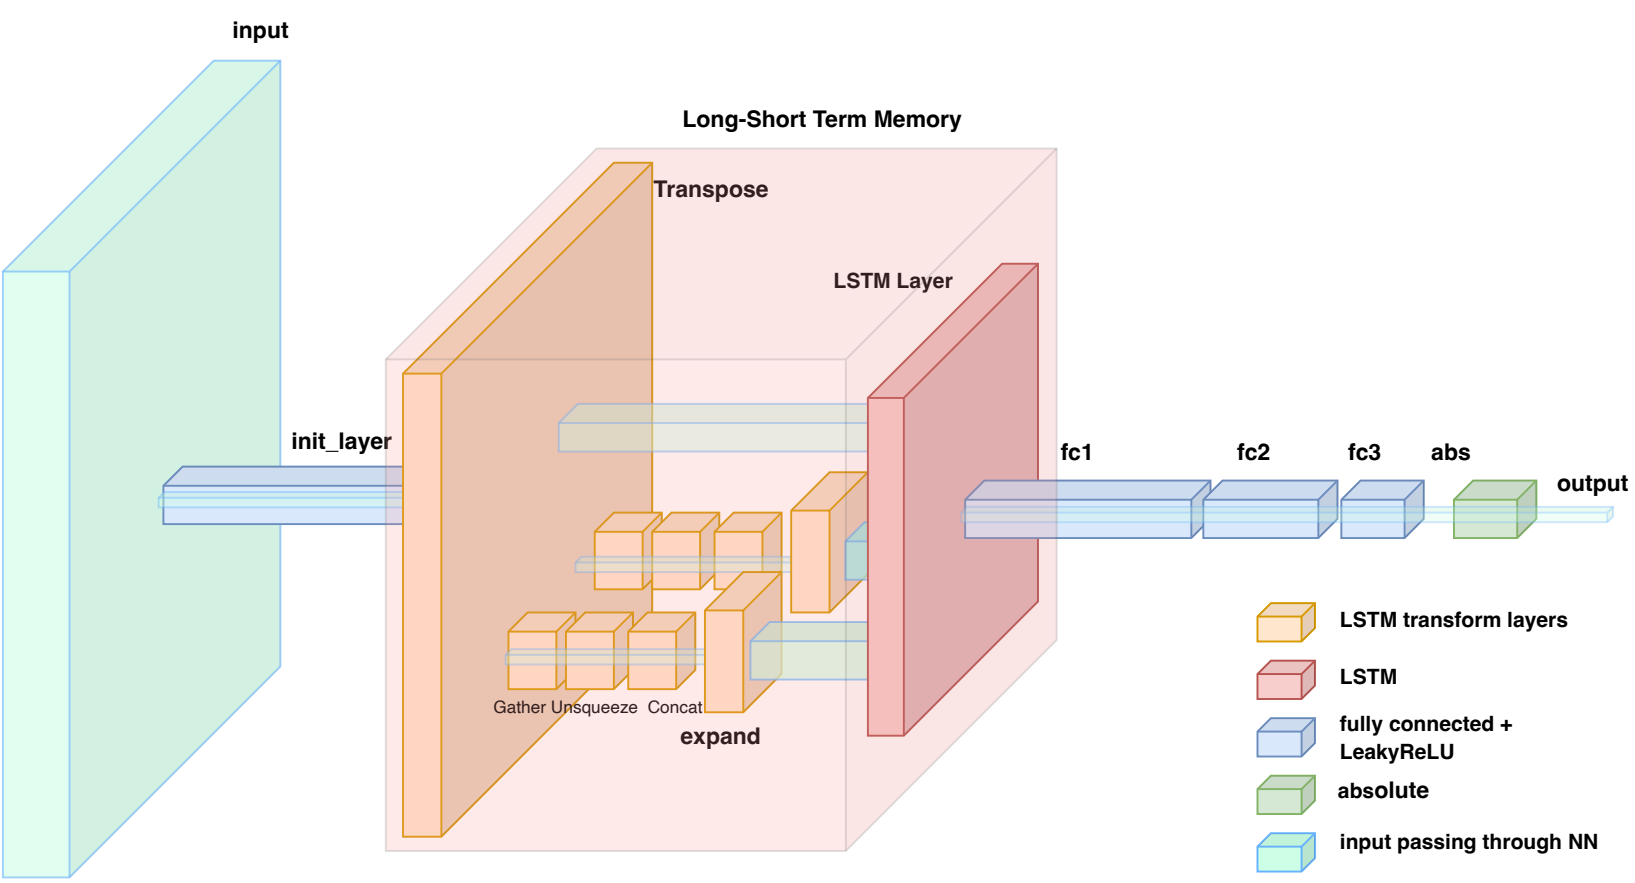 input
Long-Short Term Memory
Transpose
LSTM Layer
init_layer
fc1
fc2
fc3
abs
output
Gather Unsqueeze Concat
expand
LSTM transform layers
LSTM
fully connected +
LeakyReLU
absolute
input passing through NN